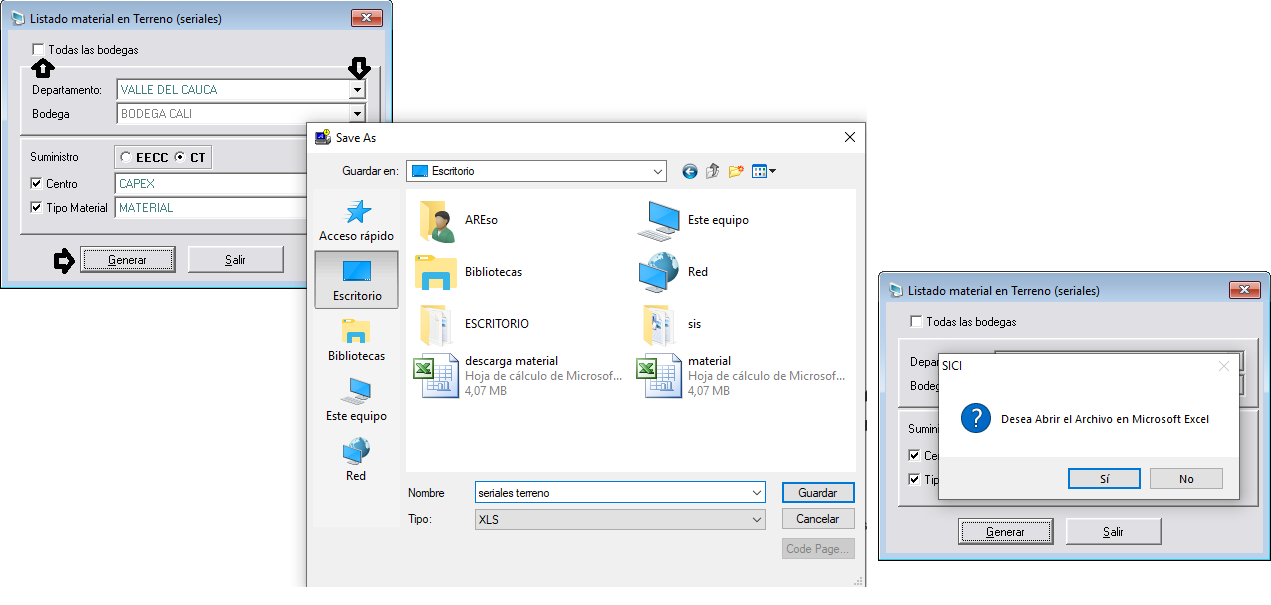 Listado material en Terreno (seriales)
Todas las bodegas
Departamento:
VALLE DEL CAUCA
Bodega
BODEGA CALI
Suministro
EECC
CT
Centro
CAPEX
Tipo Material
MATERIAL
Generar
Salir
Save As
Guardar en:
Escritorio
Acceso rápido
Escritorio
Bibliotecas
Este equipo
Red
AREso
Este equipo
Bibliotecas
Red
ESCRITORIO
sis
descarga material
Hoja de cálculo de Microsof...
4,07 MB
material
Hoja de cálculo de Microsof...
4,07 MB
Nombre
seriales terreno
Guardar
Tipo:
XLS
Cancelar
Code Page...
Listado material en Terreno (seriales)
Todas las bodegas
Depar
Bodeg
Sumini
Ce
Tip
SICI
Desea Abrir el Archivo en Microsoft Excel
Sí
No
Generar
Salir